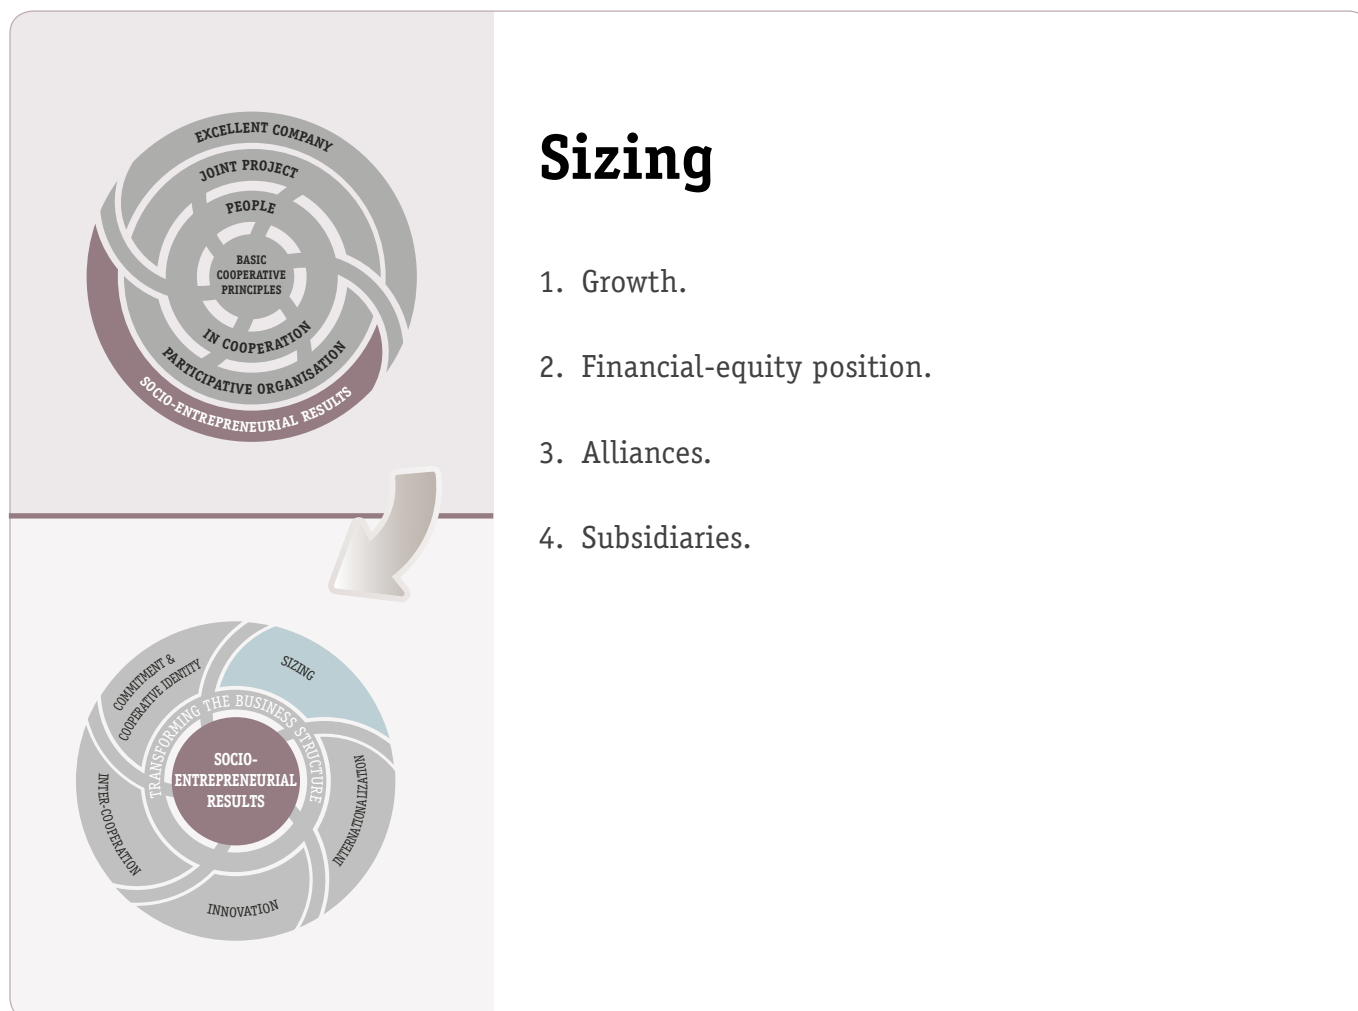 EXCELLENT COMPANY
JOINT PROJECT
PEOPLE
BASIC
COOPERATIVE
PRINCIPLES
IN COOPERATION
PARTICIPATIVE ORGANISATION
SOCIO-ENTREPRENEURIAL RESULTS
Sizing
1. Growth.
2. Financial-equity position.
3. Alliances.
4. Subsidiaries.
COMMITMENT &
COOPERATIVE IDENTITY
SIZING
TRANSFORMING THE BUSINESS STRUCTURE
SOCIO-
ENTREPRENEURIAL
RESULTS
INTER-COOPERATION
INTERNATIONALIZATION
INNOVATION